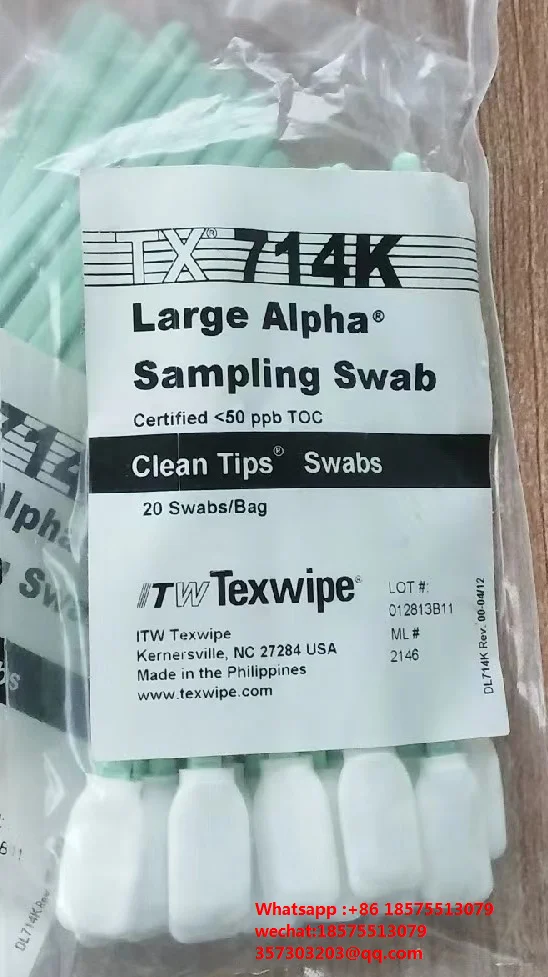 TX® 714K
Large Alpha®
Sampling Swab
Certified <50 ppb TOC
Clean Tips® Swabs
20 Swabs/Bag
ITW Texwipe®
ITW Texwipe
Kernersville, NC 27284 USA
Made in the Philippines
www.texwipe.com
LOT #:
012813B11
ML #
2146
DL714K Rev. 00-04/12
714
Alpha
Swa
DL714K Rev.
Whatsapp :+86 18575513079
wechat:18575513079
357303203@qq.com